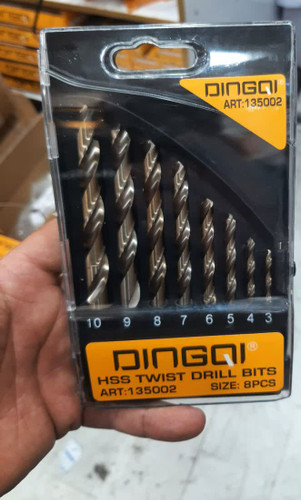 DINGQI
ART:135002
10 9 8 7 6 5 4 3
DINGQI®
HSS TWIST DRILL BITS
ART:135002 SIZE: 8PCS